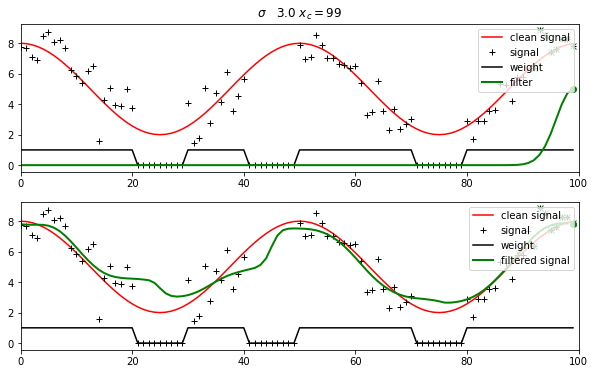 σ 3.0 x_c = 99
8
6
4
2
0
clean signal
signal
weight
filter
0 20 40 60 80 100
8
6
4
2
0
clean signal
signal
weight
filtered signal
0 20 40 60 80 100